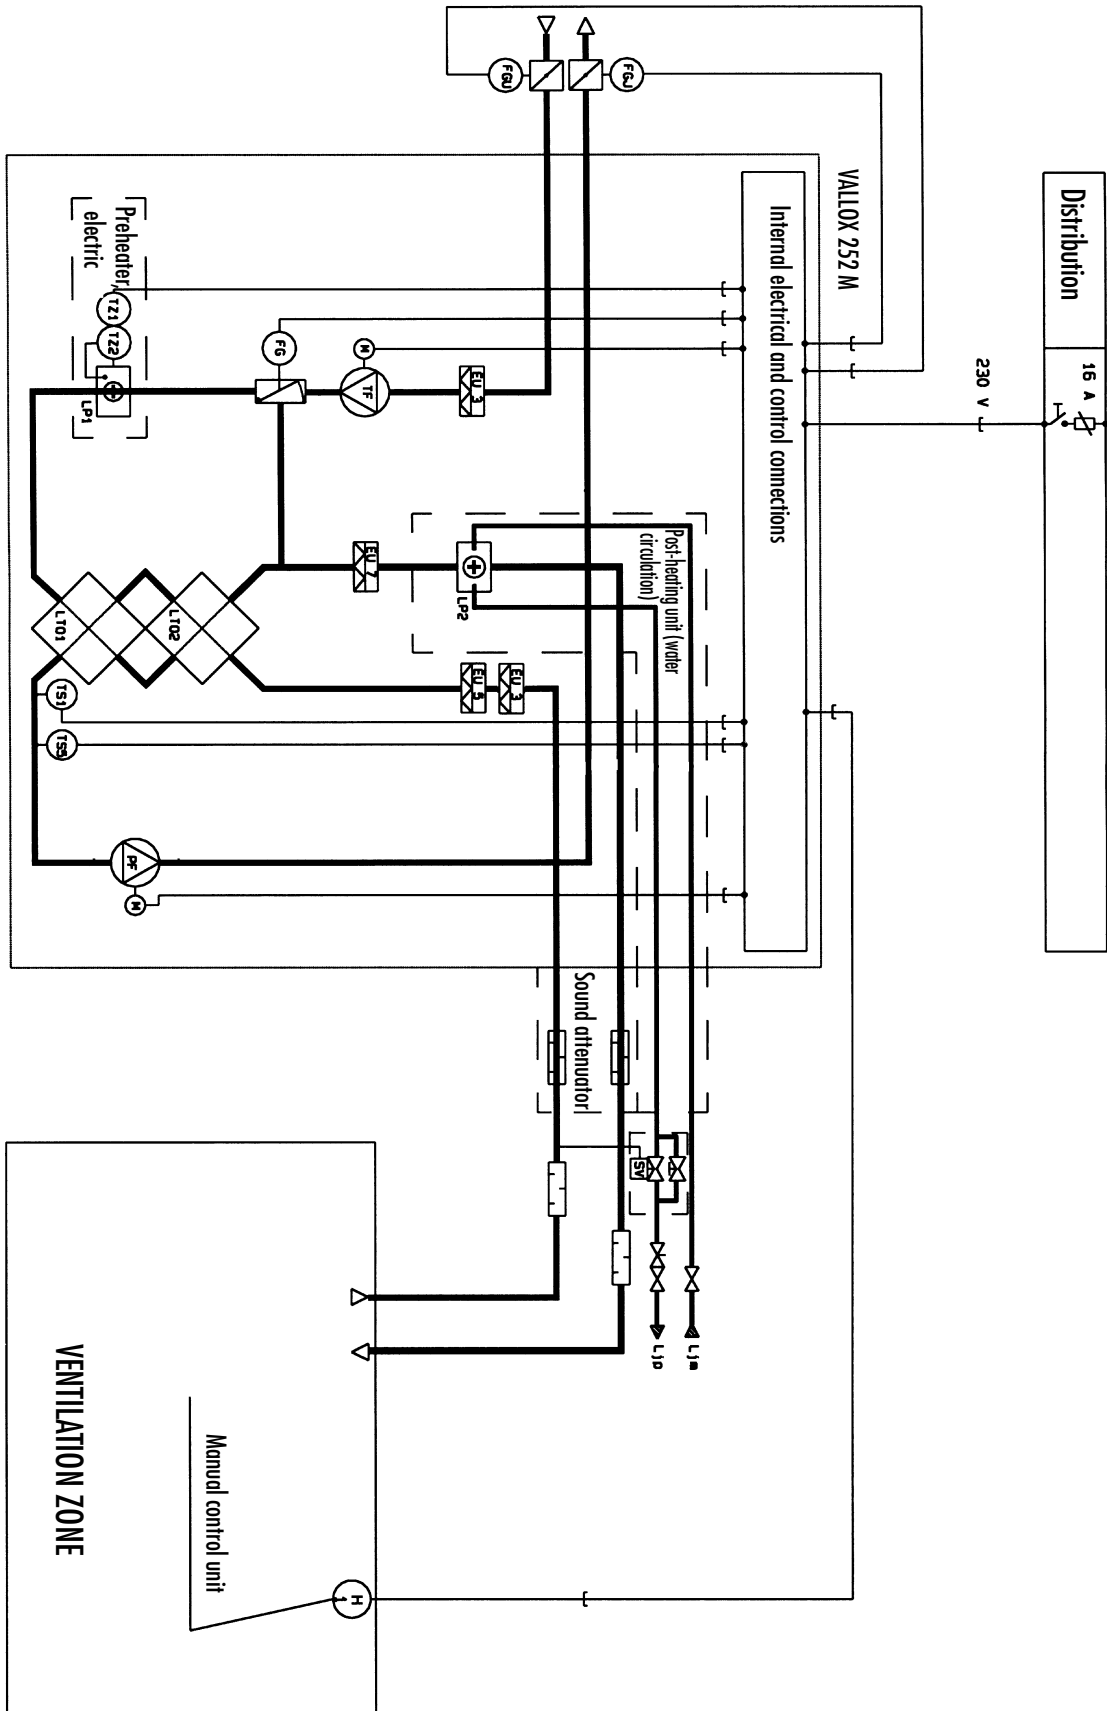 Distribution
16 A
230 V
VALLOX 252 M
Internal electrical and control connections
FGU
FGJ
Preheater,
electric
TZ1
TZ2
LP1
FG
M
TF
EU 3
Post-heating unit (water
circulation)
LP2
EU 7
LTO1
LTO2
EU 5
EU 3
TS1
TS5
PF
M
Sound attenuator
SV
Ljp
Ljm
VENTILATION ZONE
Manual control unit
H
1